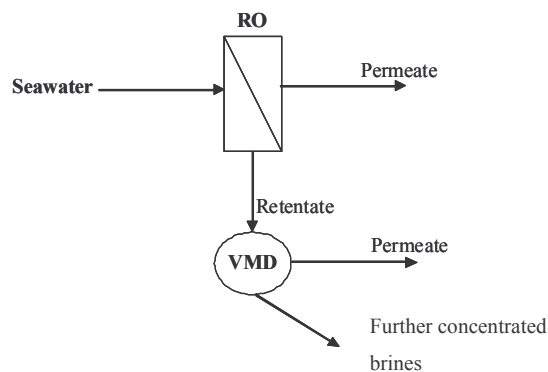 RO
Seawater
Permeate
Retentate
VMD
Permeate
Further concentrated
brines